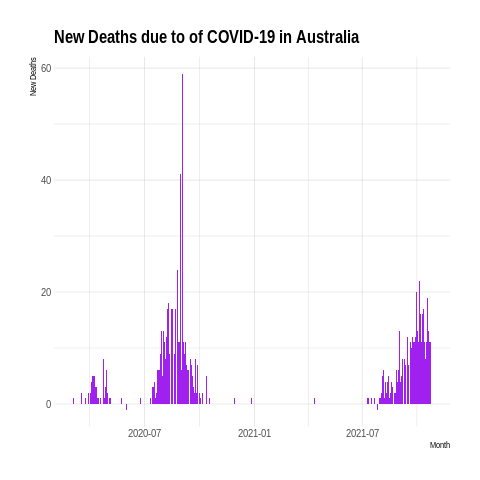 New Deaths due to of COVID-19 in Australia
New Deaths
60
40
20
0
2020-07
2021-01
2021-07
Month